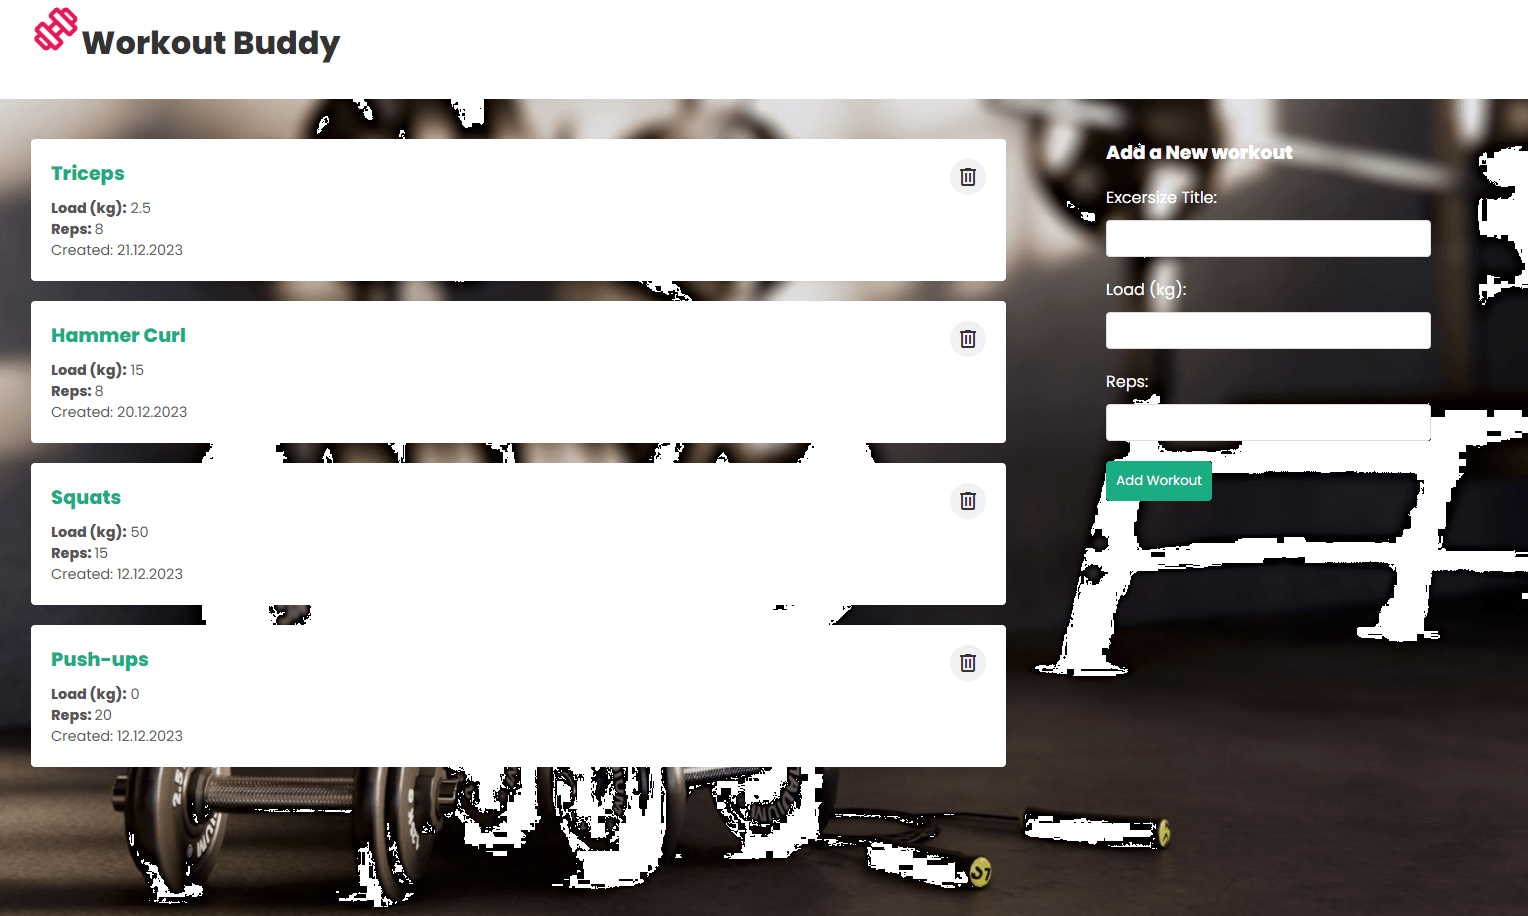 Workout Buddy
Triceps
Load (kg): 2.5
Reps: 8
Created: 21.12.2023
Hammer Curl
Load (kg): 15
Reps: 8
Created: 20.12.2023
Squats
Load (kg): 50
Reps: 15
Created: 12.12.2023
Push-ups
Load (kg): 0
Reps: 20
Created: 12.12.2023
Add a New workout
Excersize Title:
Load (kg):
Reps:
Add Workout